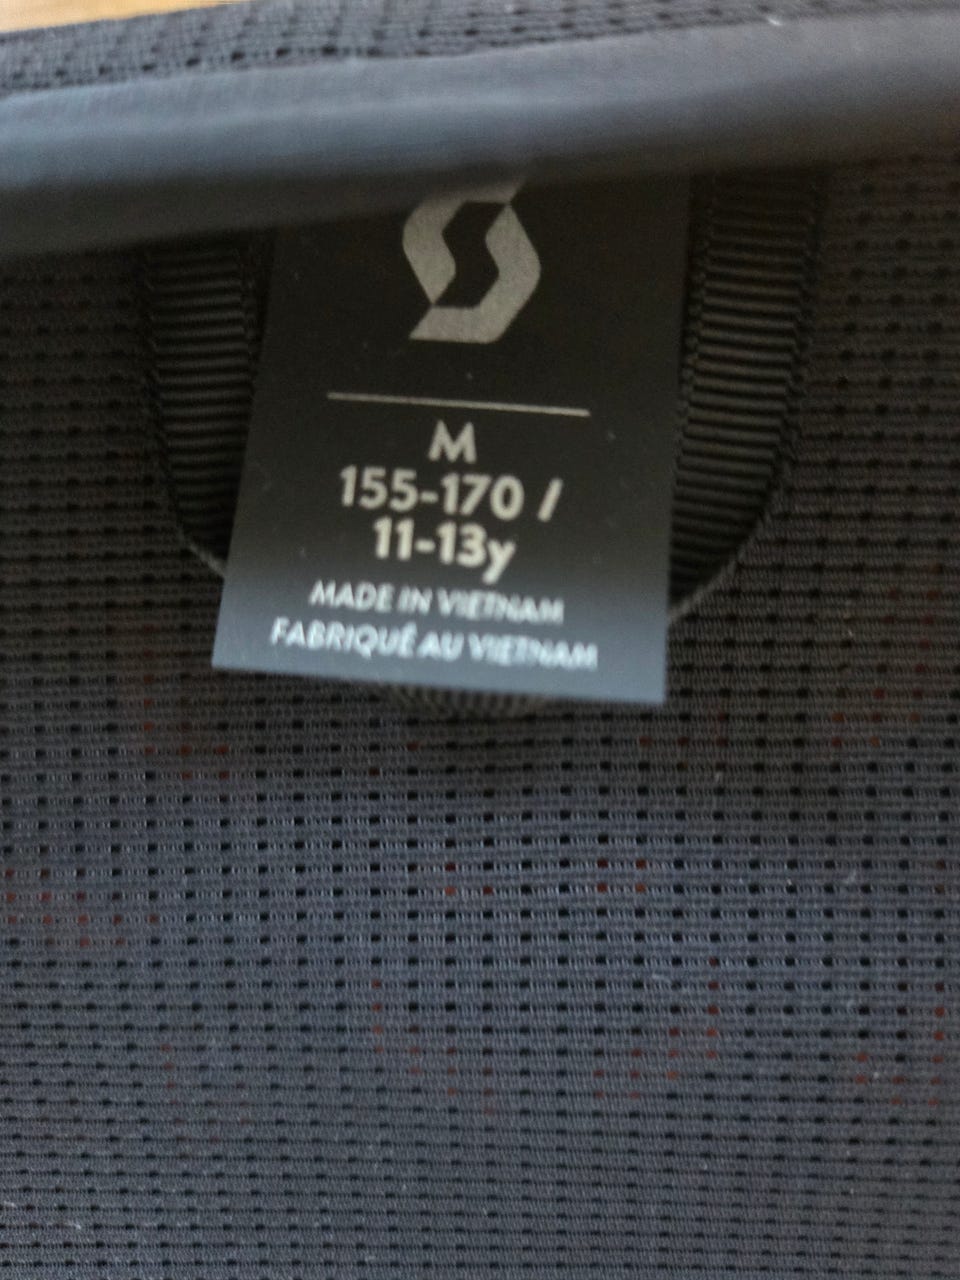 M
155-170 /
11-13y
MADE IN VIETNAM
FABRIQUÉ AU VIETNAM